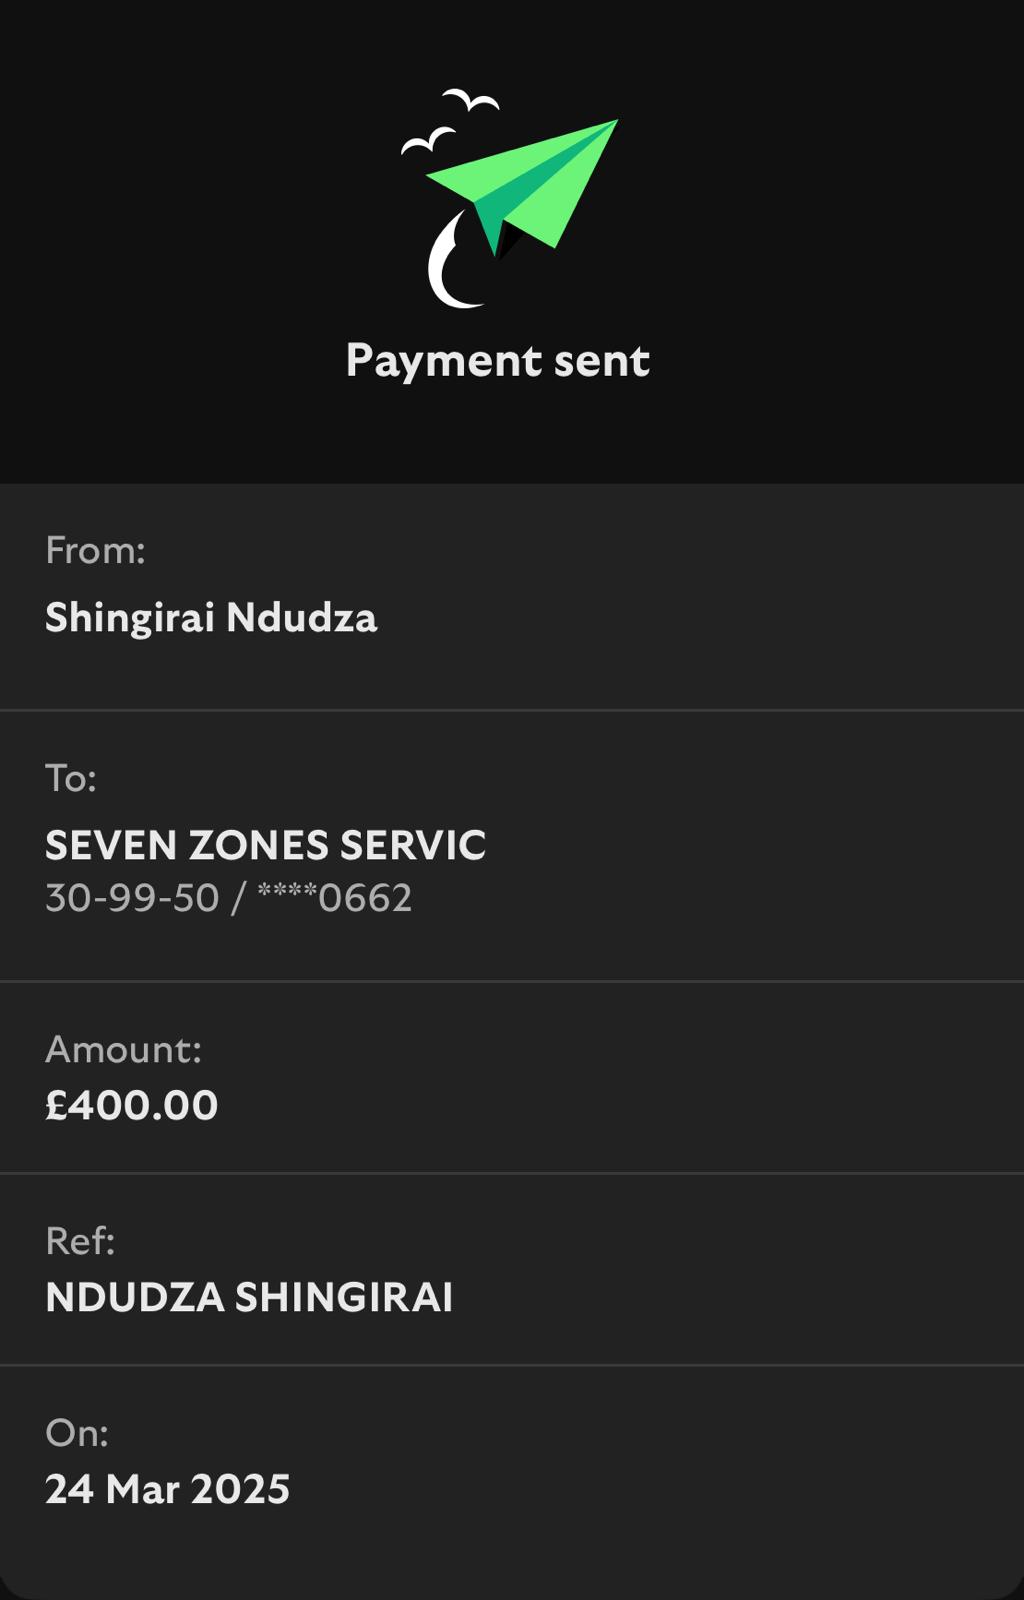 Payment sent
From:
Shingirai Ndudza
To:
SEVEN ZONES SERVIC
30-99-50 / ****0662
Amount:
£400.00
Ref:
NDUDZA SHINGIRAI
On:
24 Mar 2025